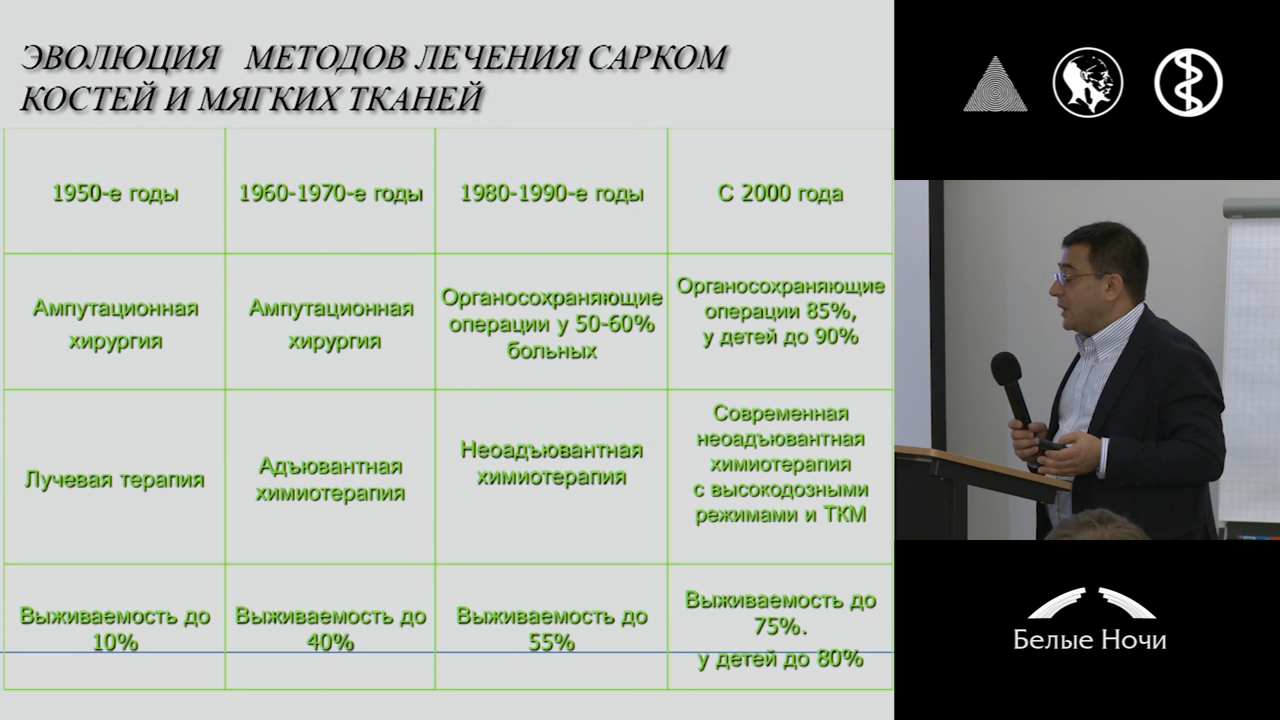 ЭВОЛЮЦИЯ МЕТОДОВ ЛЕЧЕНИЯ САРКОМ
КОСТЕЙ И МЯГКИХ ТКАНЕЙ
1950-е годы
1960-1970-е годы
1980-1990-е годы
С 2000 года
Ампутационная
хирургия
Ампутационная
хирургия
Органосохраняющие
операции у 50-60%
больных
Органосохраняющие
операции 85%,
у детей до 90%
Лучевая терапия
Адъювантная
химиотерапия
Неоадъювантная
химиотерапия
Современная
неоадъювантная
химиотерапия
с высокодозными
режимами и ТКМ
Выживаемость до
10%
Выживаемость до
40%
Выживаемость до
55%
Выживаемость до
75%.
у детей до 80%
Белые Ночи